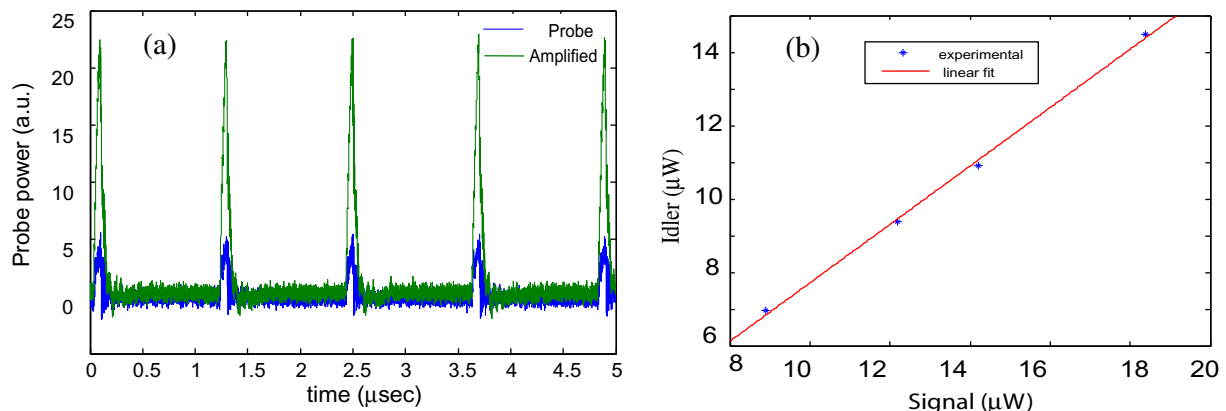 (a)
Probe
Amplified
Probe power (a.u.)
25
20
15
10
5
0
0 0.5 1 1.5 2 2.5 3 3.5 4 4.5 5
time (μsec)
(b)
experimental
linear fit
Idler (μW)
14
12
10
8
6
8 10 12 14 16 18 20
Signal (μW)